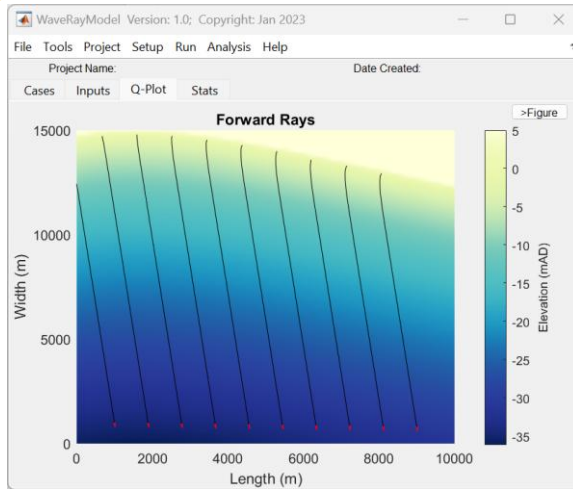 WaveRayModel Version: 1.0; Copyright: Jan 2023
File Tools Project Setup Run Analysis Help
Project Name: Date Created:
Cases Inputs Q-Plot Stats
>Figure
Forward Rays
15000
10000
5000
0
Width (m)
0 2000 4000 6000 8000 10000
Length (m)
5
0
-5
-10
-15
-20
-25
-30
-35
Elevation (mAD)